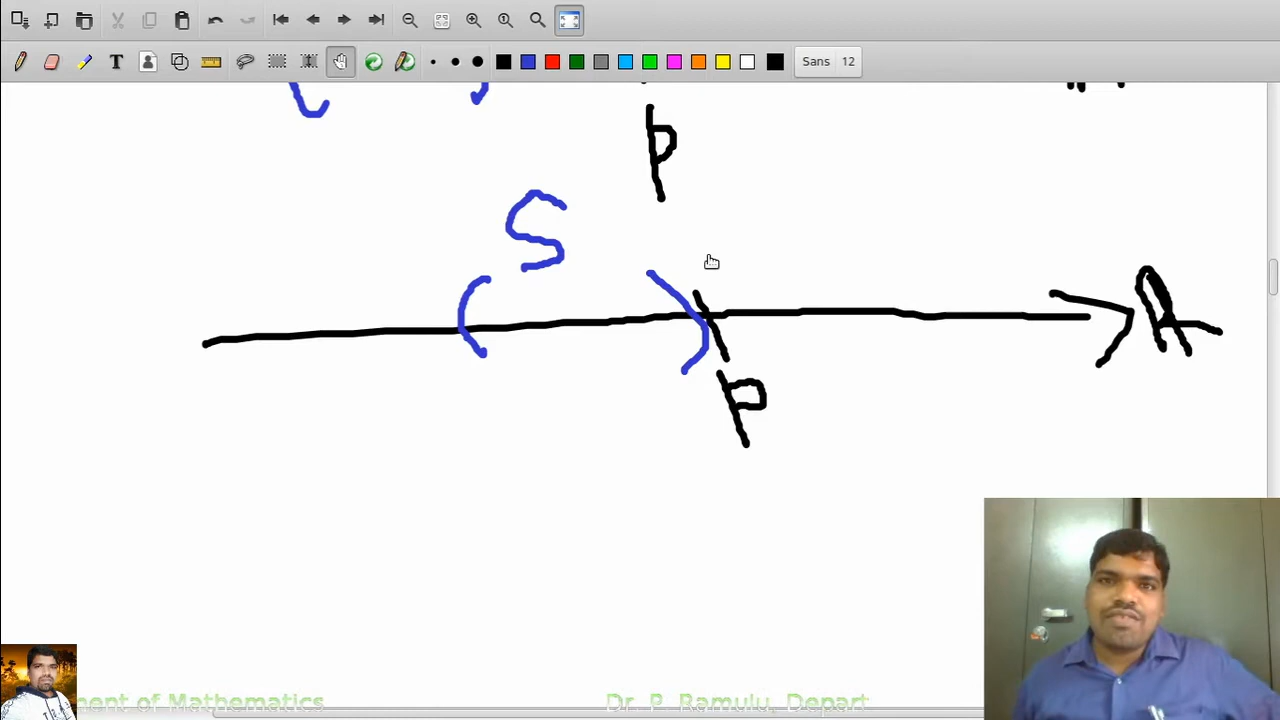 Sans 12
p
S
R
p
ment of Mathematics Dr. P. Ramulu, Depart